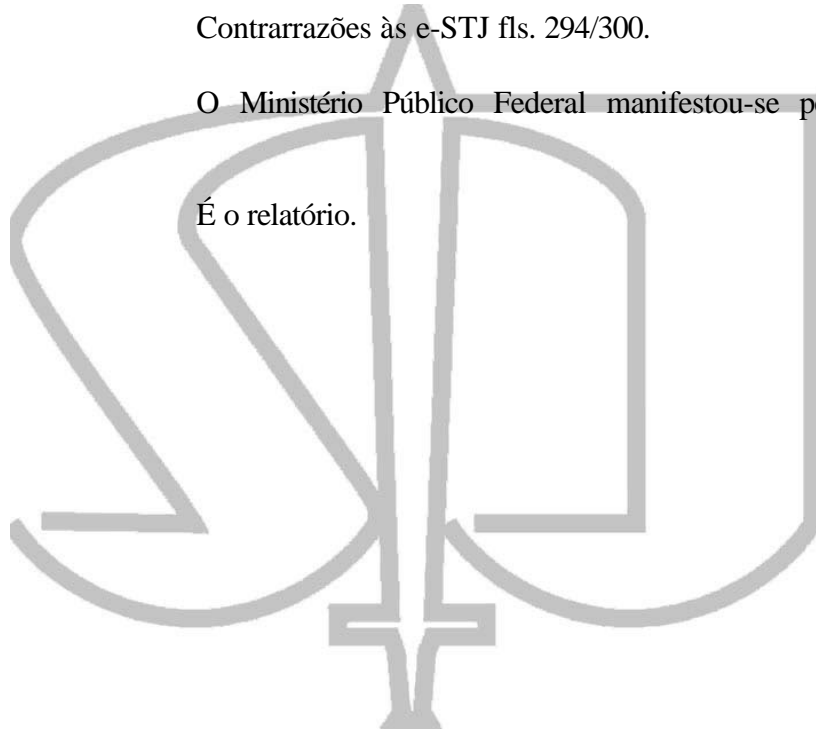 Contrarrazões às e-STJ fls. 294/300.
O Ministério Público Federal manifestou-se
É o relatório.